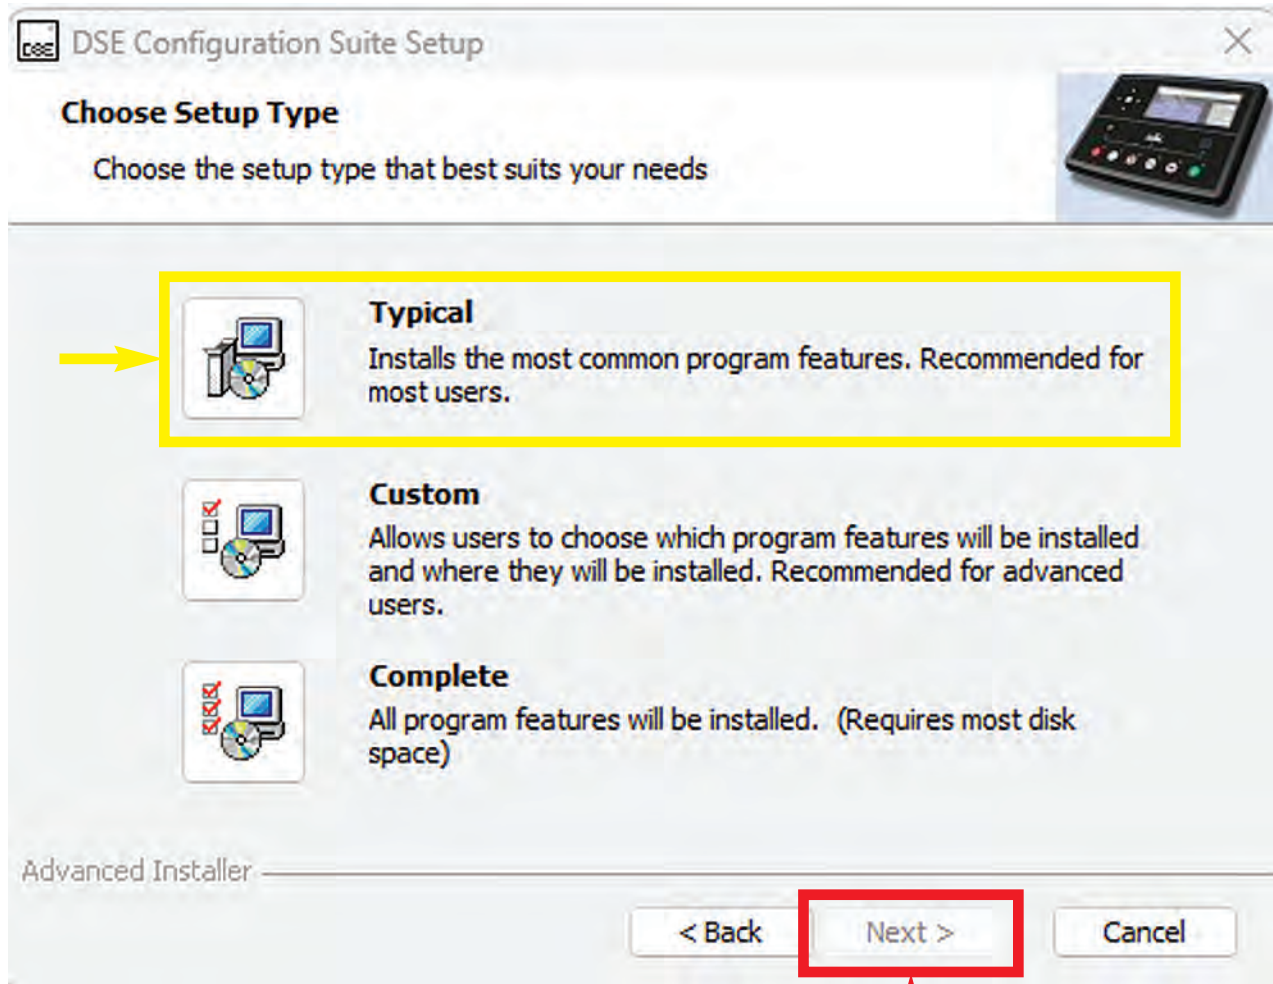 DSE
DSE Configuration Suite Setup
Choose Setup Type
Choose the setup type that best suits your needs
Typical
Installs the most common program features. Recommended for
most users.
Custom
Allows users to choose which program features will be installed
and where they will be installed. Recommended for advanced
users.
Complete
All program features will be installed. (Requires most disk
space)
Advanced Installer
< Back
Next >
Cancel